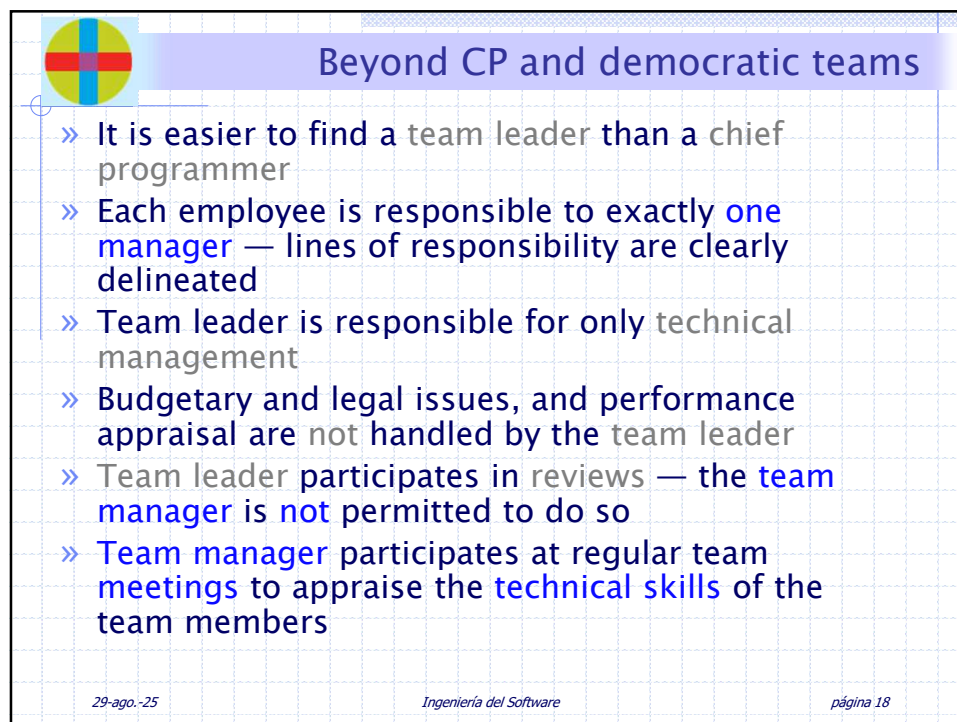 Beyond CP and democratic teams
» It is easier to find a team leader than a chief
programmer
» Each employee is responsible to exactly one
manager — lines of responsibility are clearly
delineated
» Team leader is responsible for only technical
management
» Budgetary and legal issues, and performance
appraisal are not handled by the team leader
» Team leader participates in reviews — the team
manager is not permitted to do so
» Team manager participates at regular team
meetings to appraise the technical skills of the
team members
29-ago.-25 Ingeniería del Software página 18